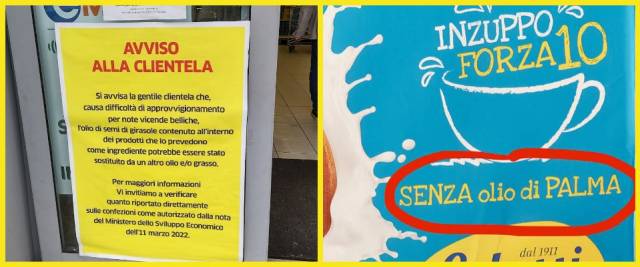 AVVISO
ALLA CLIENTELA
Si avvisa la gentile clientela che,
causa difficoltà di approvvigionamento
per note vicende belliche,
l'olio di semi di girasole contenuto all'interno
dei prodotti che lo prevedono
come ingrediente potrebbe essere stato
sostituito da un altro olio e/o grasso.
Per maggiori informazioni
Vi invitiamo a verificare
quanto riportato direttamente
sulle confezioni come autorizzato dalla nota
del Ministero dello Sviluppo Economico
dell'11 marzo 2022.
INZUPPO
FORZA 10
SENZA olio di PALMA
dal 1911